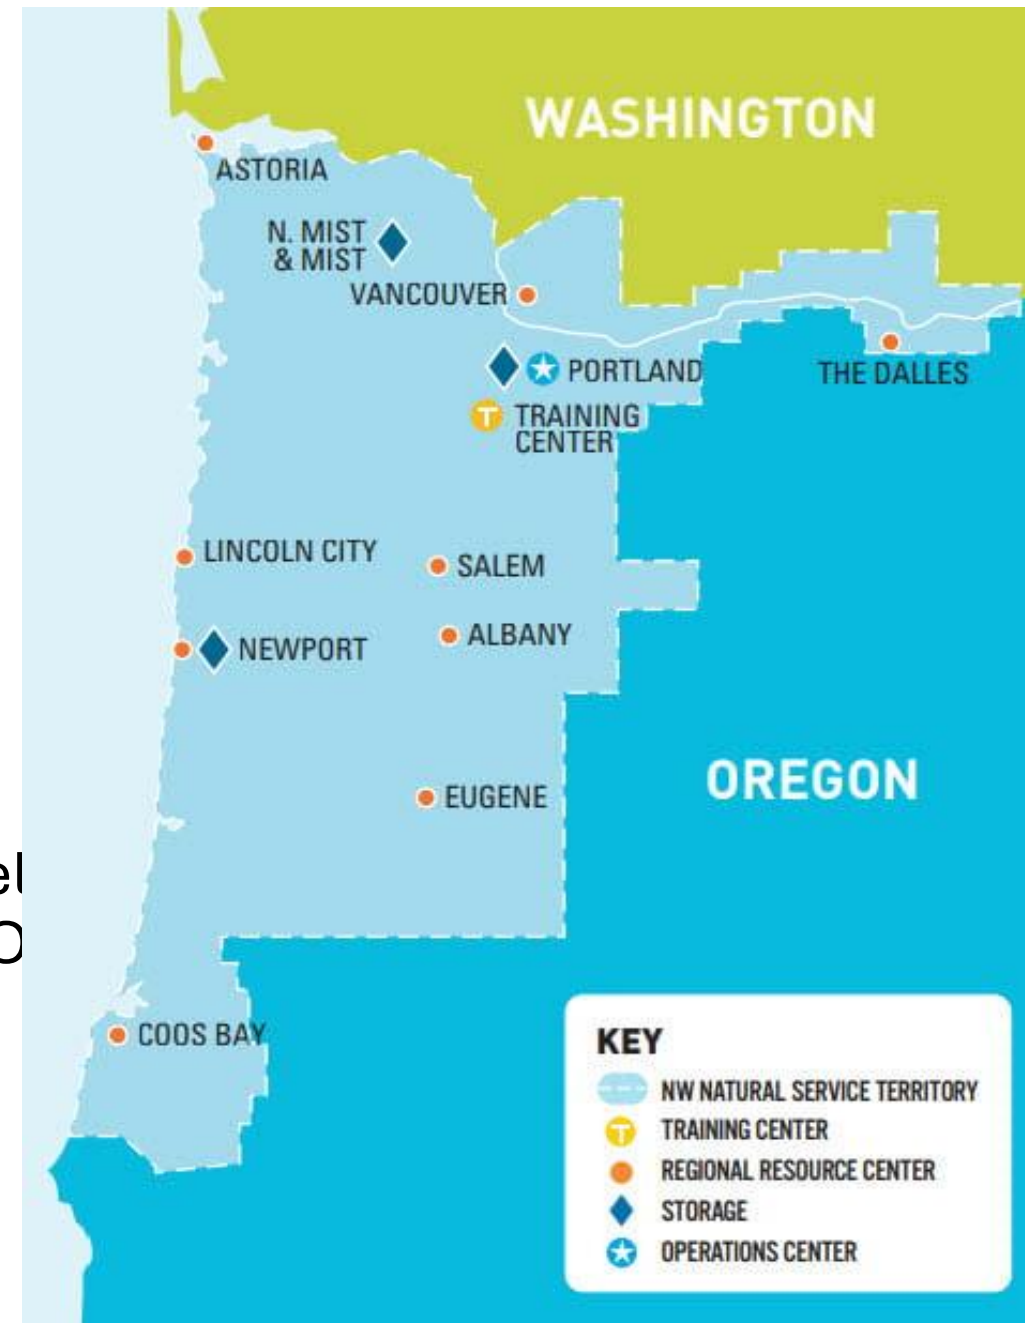 WASHINGTON
ASTORIA
N. MIST
& MIST
VANCOUVER
PORTLAND
THE DALLES
T TRAINING
CENTER
LINCOLN CITY
SALEM
ALBANY
NEWPORT
OREGON
EUGENE
el
COOS BAY
KEY
NW NATURAL SERVICE TERRITORY
T TRAINING CENTER
REGIONAL RESOURCE CENTER
STORAGE
OPERATIONS CENTER